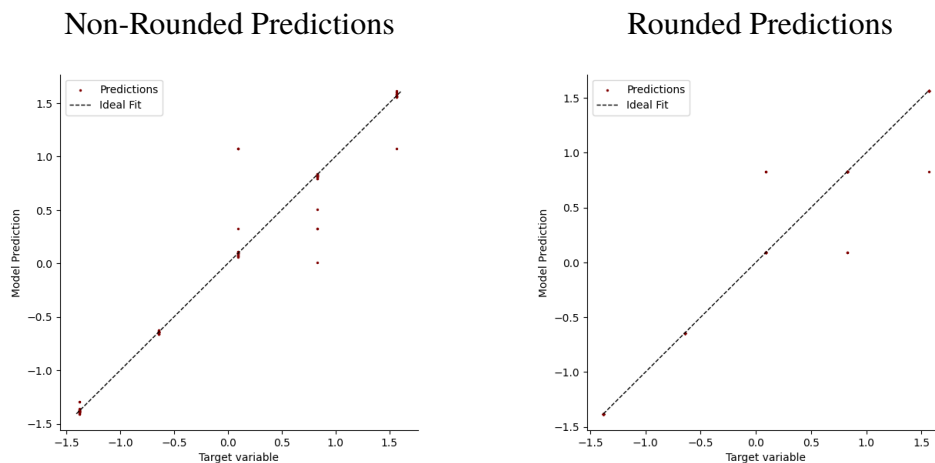 Non-Rounded Predictions
Predictions
Ideal Fit
1.5
1.0
0.5
0.0
−0.5
−1.0
−1.5
Model Prediction
−1.5 −1.0 −0.5 0.0 0.5 1.0 1.5
Target variable
Rounded Predictions
Predictions
Ideal Fit
1.5
1.0
0.5
0.0
−0.5
−1.0
−1.5
Model Prediction
−1.5 −1.0 −0.5 0.0 0.5 1.0 1.5
Target variable